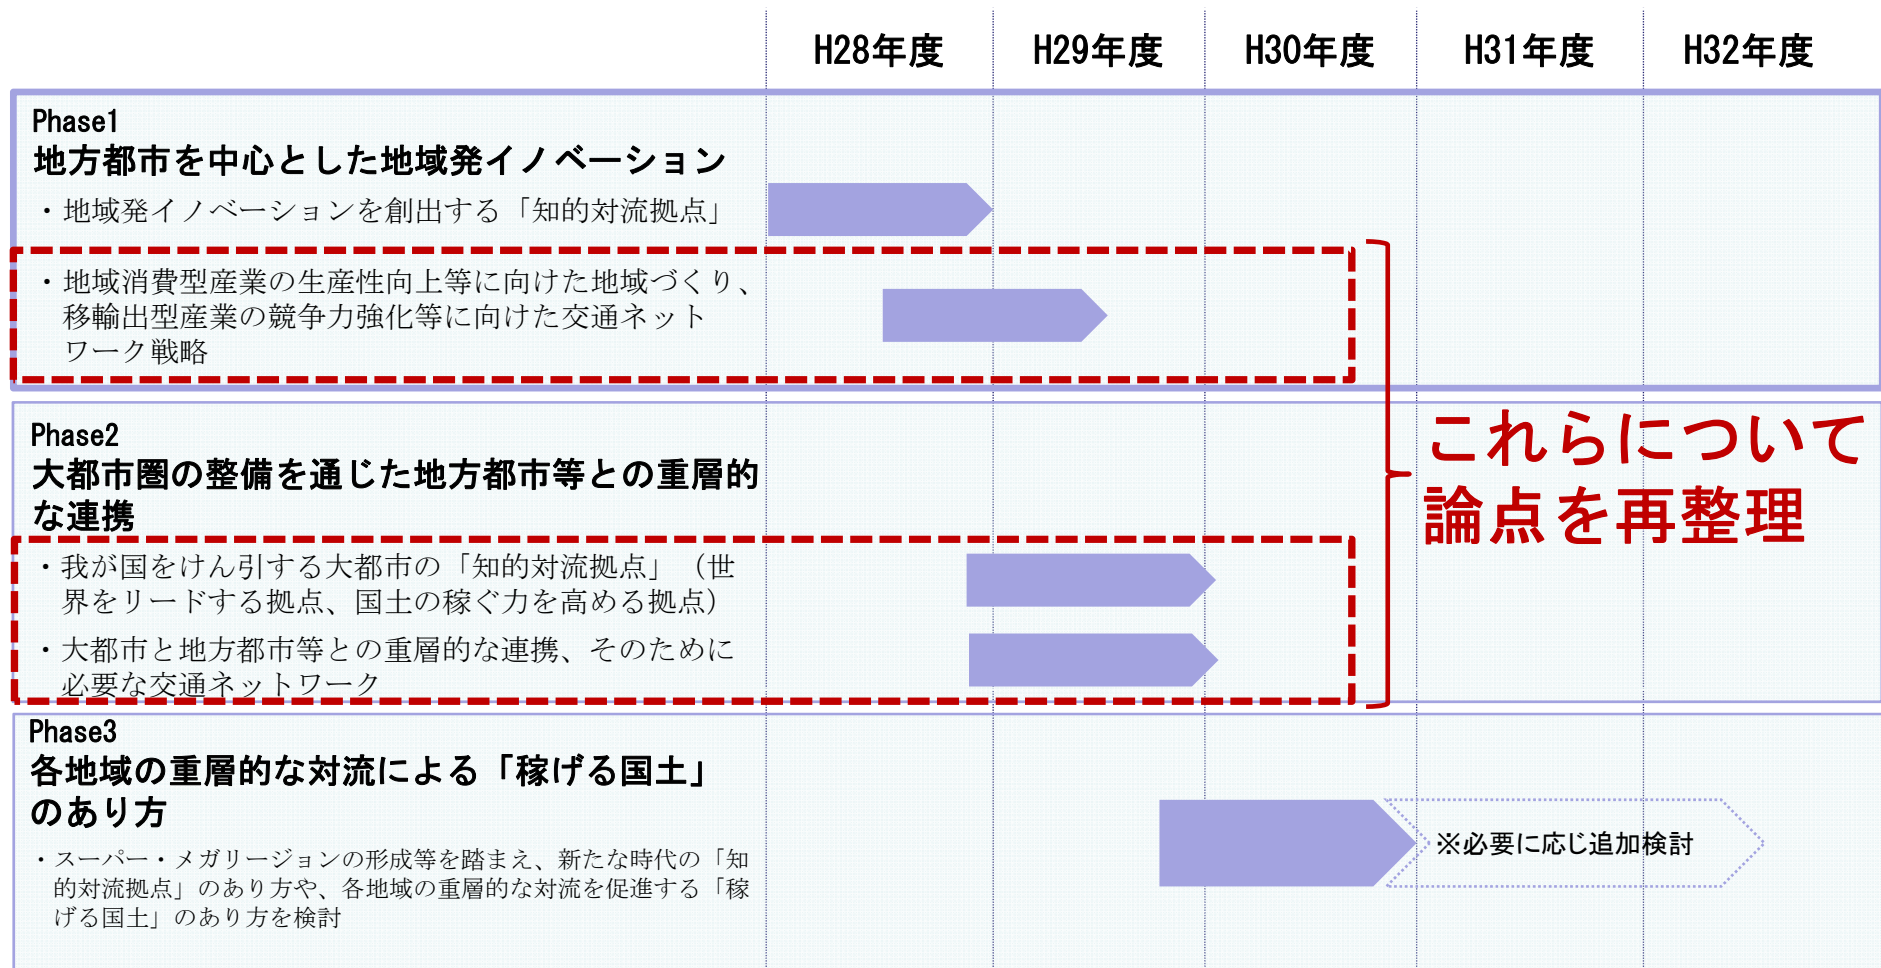 H28年度 H29年度 H30年度 H31年度 H32年度
Phase1
地方都市を中心とした地域発イノベーション
・地域発イノベーションを創出する「知的対流拠点」
・地域消費型産業の生産性向上等に向けた地域づくり、
移輸出型産業の競争力強化等に向けた交通ネット
ワーク戦略
Phase2
大都市圏の整備を通じた地方都市等との重層的
な連携
・我が国をけん引する大都市の「知的対流拠点」（世
界をリードする拠点、国土の稼ぐ力を高める拠点）
・大都市と地方都市等との重層的な連携、そのために
必要な交通ネットワーク
これらについて
論点を再整理
Phase3
各地域の重層的な対流による「稼げる国土」
のあり方
・スーパー・メガリージョンの形成等を踏まえ、新たな時代の「知
的対流拠点」のあり方や、各地域の重層的な対流を促進する「稼
げる国土」のあり方を検討
※必要に応じ追加検討